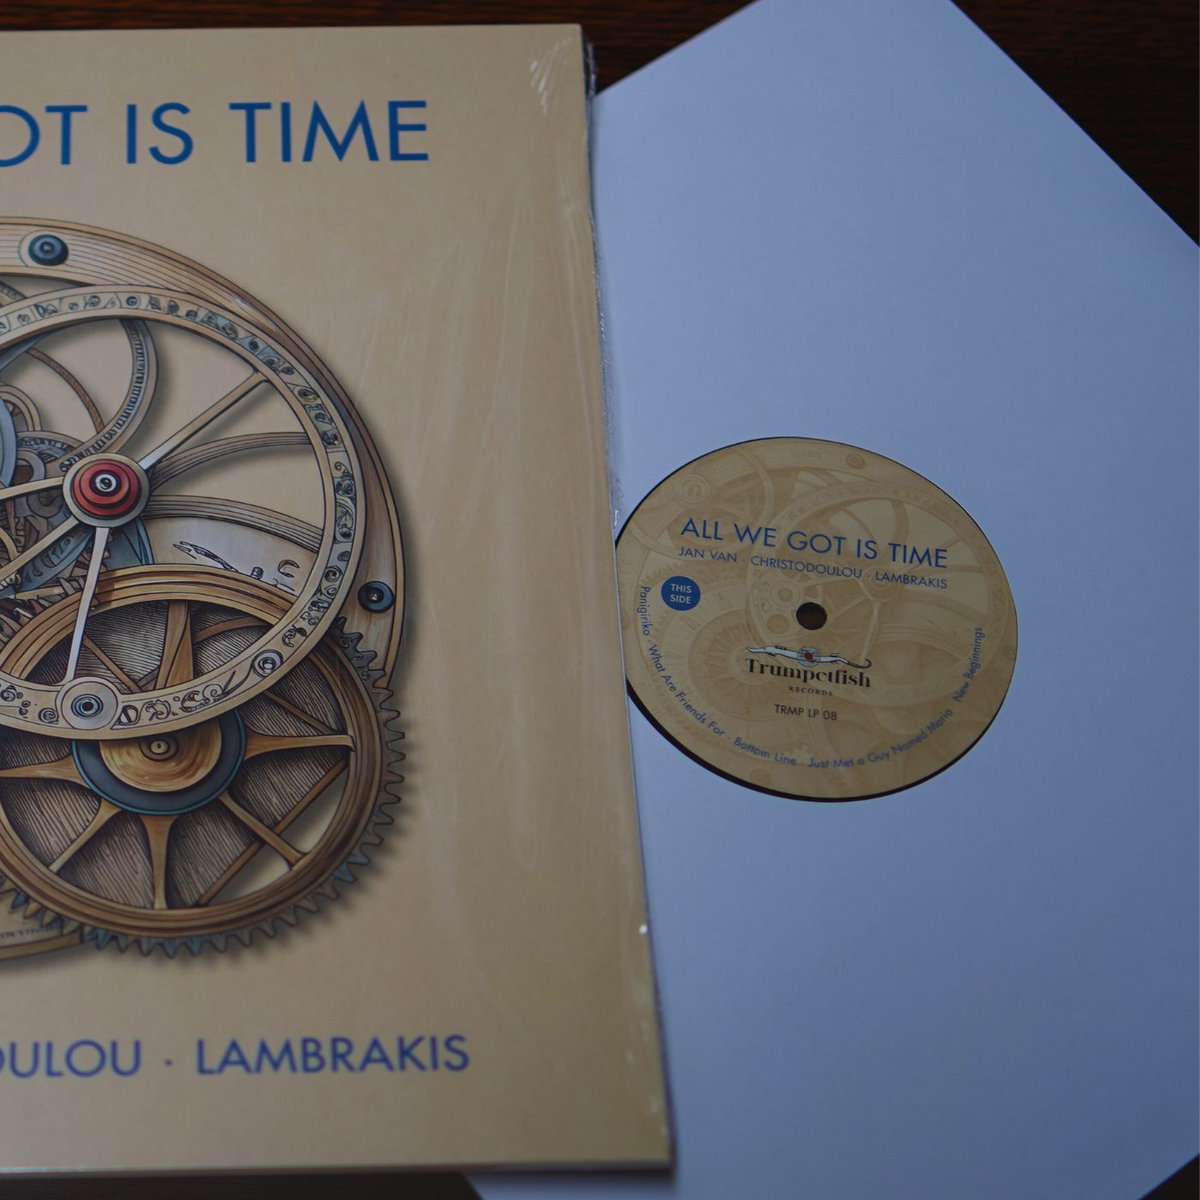 OT IS TIME
OULOU · LAMBRAKIS
ALL WE GOT IS TIME
JAN VAN · CHRISTODOULOU · LAMBRAKIS
THIS
SIDE
Trumpetfish
RECORDS
TRMP LP 08
Panigiriko · What Are Friends For · Bottom Line · Just Met a Guy Named Maria · New Beginnings